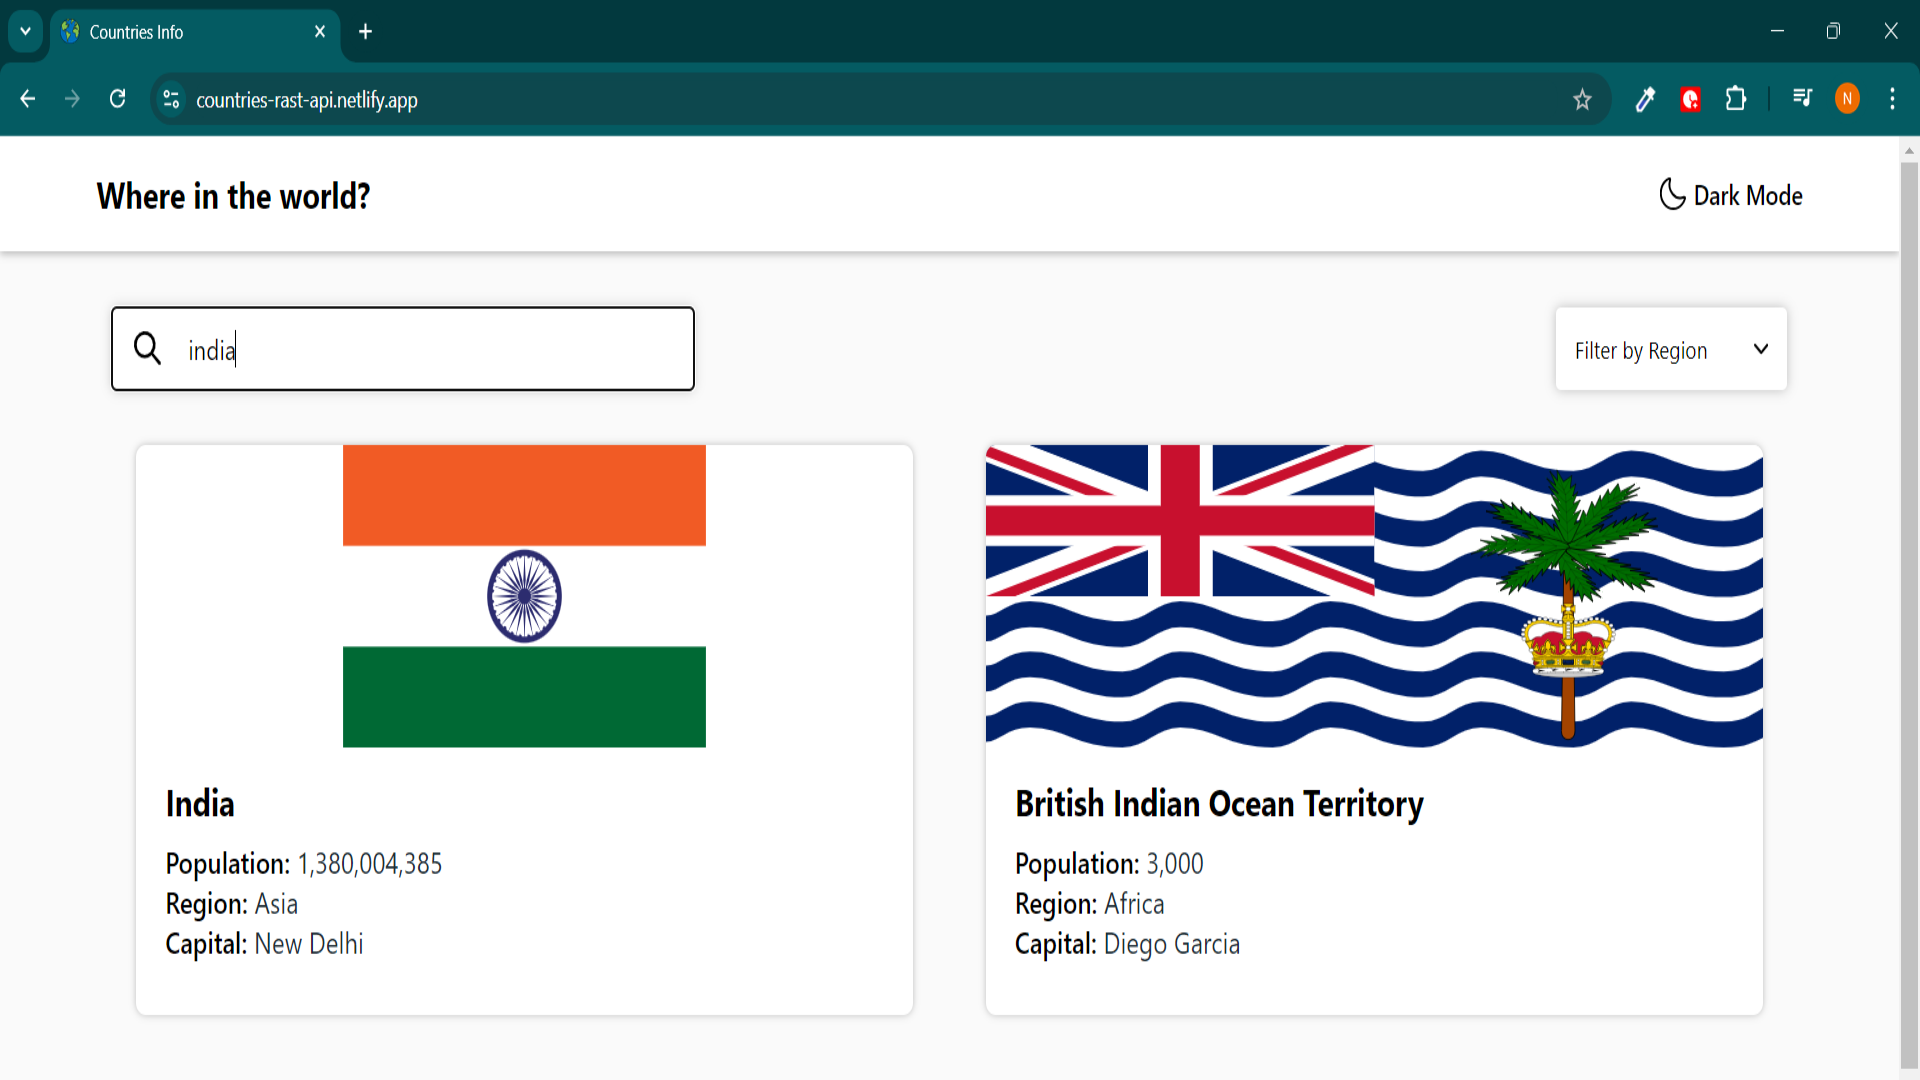 Countries Info
countries-rast-api.netlify.app
N
Where in the world?
Dark Mode
india
Filter by Region
India
Population: 1,380,004,385
Region: Asia
Capital: New Delhi
British Indian Ocean Territory
Population: 3,000
Region: Africa
Capital: Diego Garcia